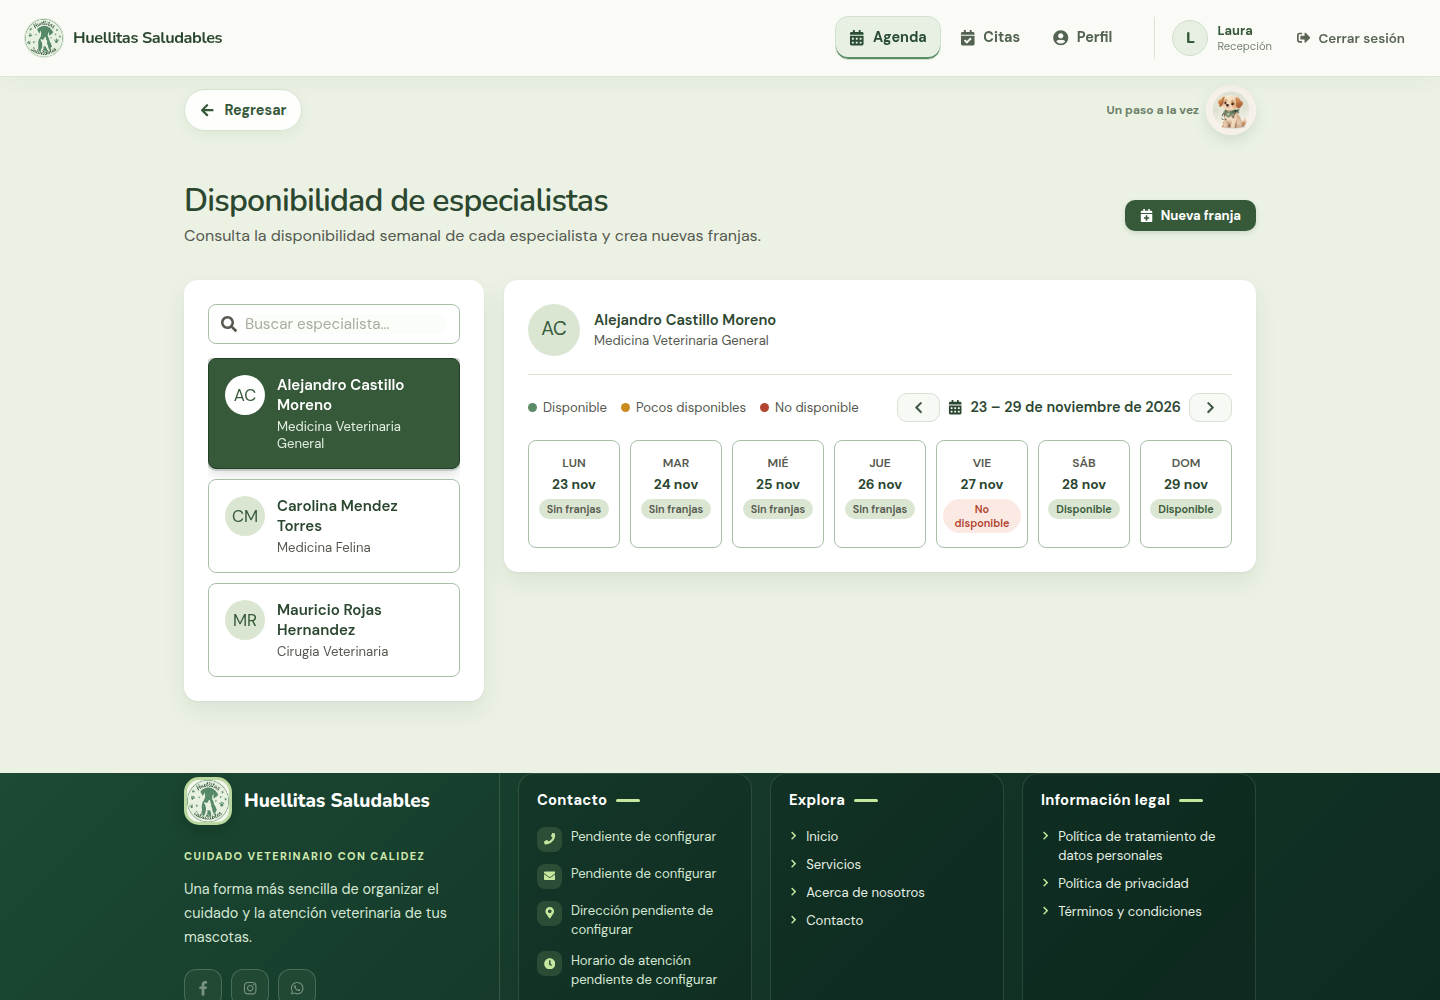 Huellitas Saludables
Agenda
Citas
Perfil
L
Laura
Recepción
Cerrar sesión
Regresar
Un paso a la vez
Disponibilidad de especialistas
Consulta la disponibilidad semanal de cada especialista y crea nuevas franjas.
Nueva franja
Buscar especialista...
AC
Alejandro Castillo
Moreno
Medicina Veterinaria
General
CM
Carolina Mendez
Torres
Medicina Felina
MR
Mauricio Rojas
Hernandez
Cirugia Veterinaria
AC
Alejandro Castillo Moreno
Medicina Veterinaria General
Disponible
Pocos disponibles
No disponible
23 – 29 de noviembre de 2026
LUN
23 nov
Sin franjas
MAR
24 nov
Sin franjas
MIÉ
25 nov
Sin franjas
JUE
26 nov
Sin franjas
VIE
27 nov
No
disponible
SÁB
28 nov
Disponible
DOM
29 nov
Disponible
Huellitas Saludables
CUIDADO VETERINARIO CON CALIDEZ
Una forma más sencilla de organizar el
cuidado y la atención veterinaria de tus
mascotas.
Contacto
Pendiente de configurar
Pendiente de configurar
Dirección pendiente de
configurar
Horario de atención
pendiente de configurar
Explora
Inicio
Servicios
Acerca de nosotros
Contacto
Información legal
Política de tratamiento de
datos personales
Política de privacidad
Términos y condiciones